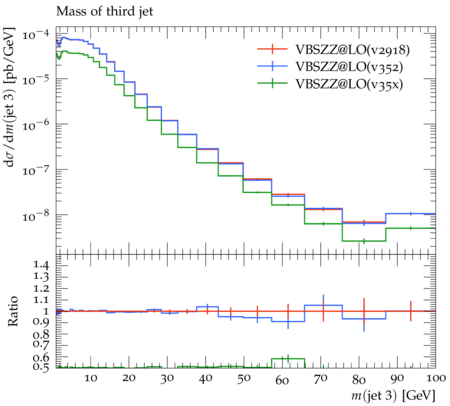 Mass of third jet
dσ/dm(jet 3) [pb/GeV]
VBSZZ@LO(v2918)
VBSZZ@LO(v352)
VBSZZ@LO(v35x)
10⁻⁴
10⁻⁵
10⁻⁶
10⁻⁷
10⁻⁸
Ratio
1.4
1.3
1.2
1.1
1
0.9
0.8
0.7
0.6
0.5
10 20 30 40 50 60 70 80 90 100
m(jet 3) [GeV]